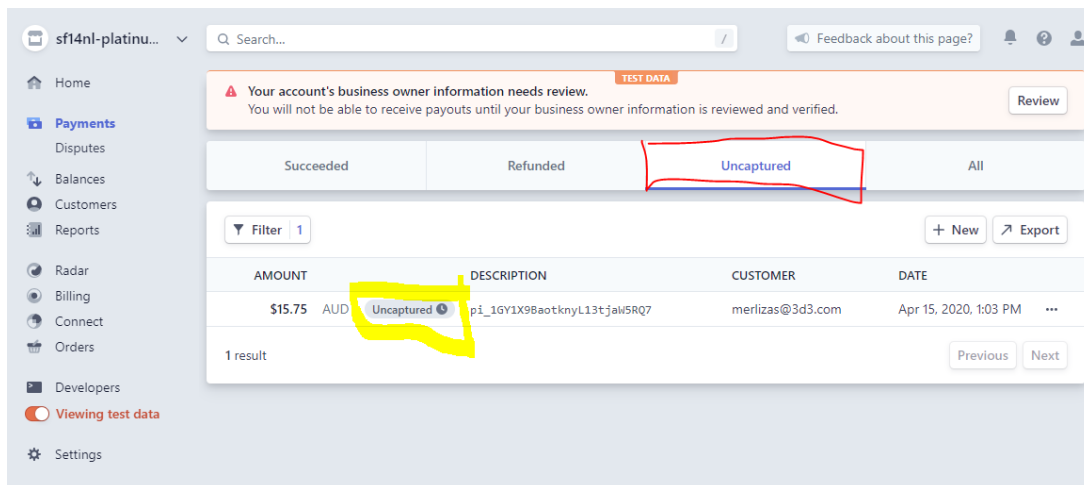 sf14nl-platinu...
Search...
/
Feedback about this page?
Home
Payments
Disputes
Balances
Customers
Reports
Radar
Billing
Connect
Orders
Developers
Viewing test data
Settings
TEST DATA
Your account's business owner information needs review.
You will not be able to receive payouts until your business owner information is reviewed and verified.
Review
Succeeded Refunded Uncaptured All
Filter 1
New Export
AMOUNT DESCRIPTION CUSTOMER DATE
$15.75 AUD Uncaptured pi_1GY1X9BaotknyL13tjaW5RQ7 merlizas@3d3.com Apr 15, 2020, 1:03 PM
1 result
Previous Next